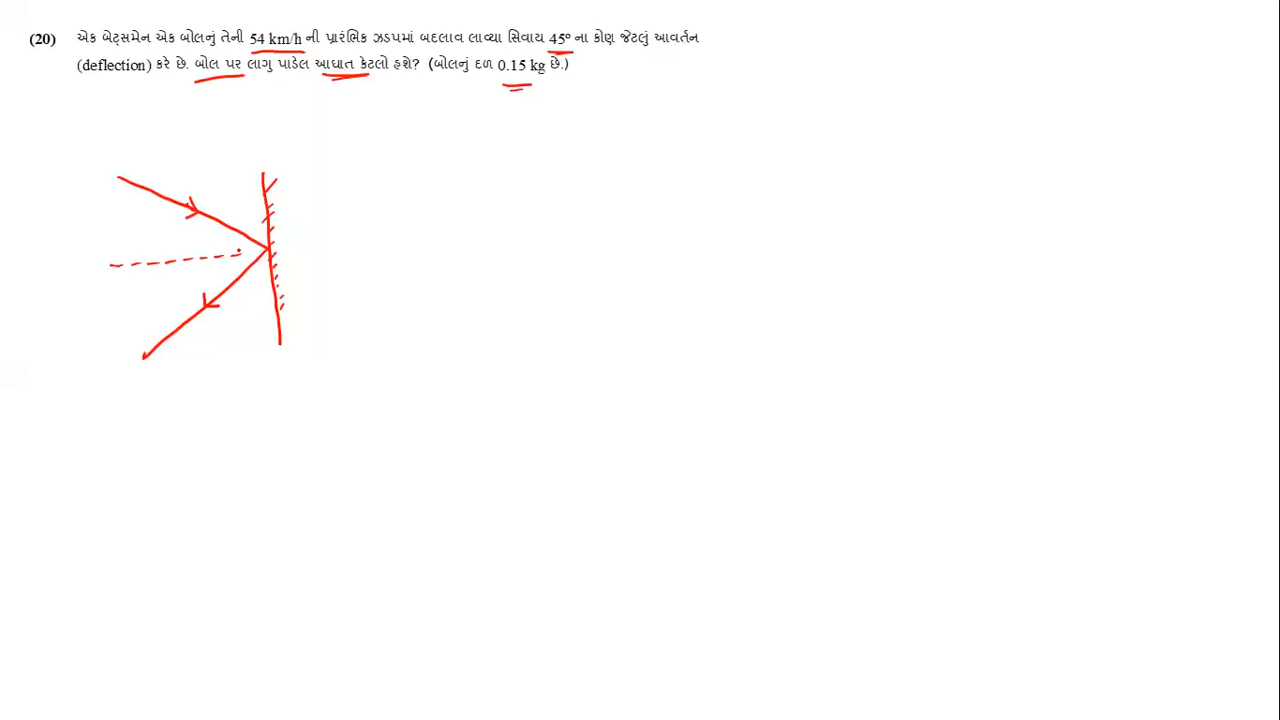 (20) એક બેટ્સમેન એક બોલનું તેની 54 km/h ની પ્રારંભિક ઝડપમાં બદલાવ લાવ્યા સિવાય 45° ના કોણ જેટલું આવર્તન
(deflection) કરે છે. બોલ પર લાગુ પાડેલ આઘાત કેટલો હશે? (બોલનું દળ 0.15 kg છે.)